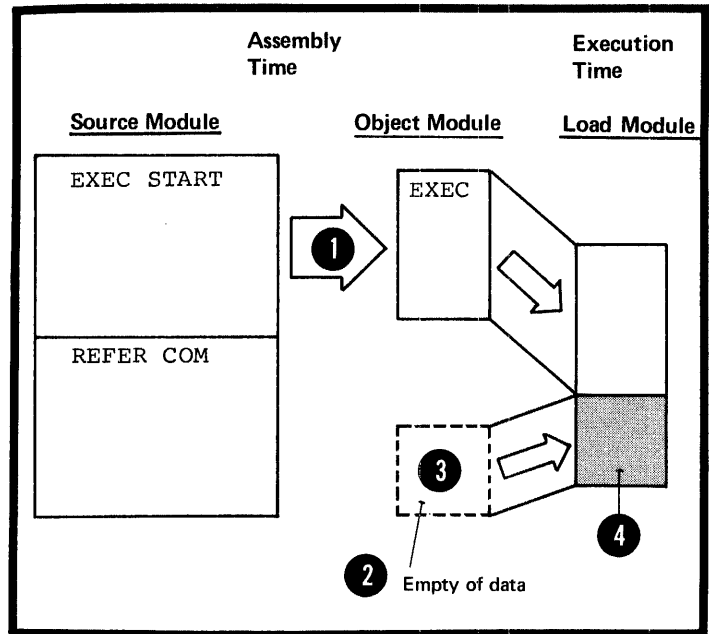 Assembly
Time
Execution
Time
Source Module
Object Module
Load Module
EXEC START
EXEC
1
REFER COM
3
4
2
Empty of data